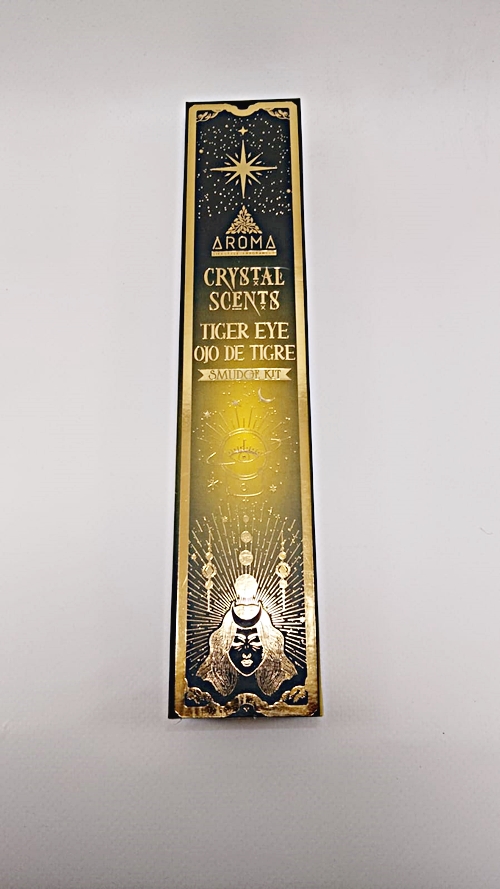 AROMA
CRYSTAL
SCENTS
TIGER EYE
OJO DE TIGRE
SMUDGE KIT